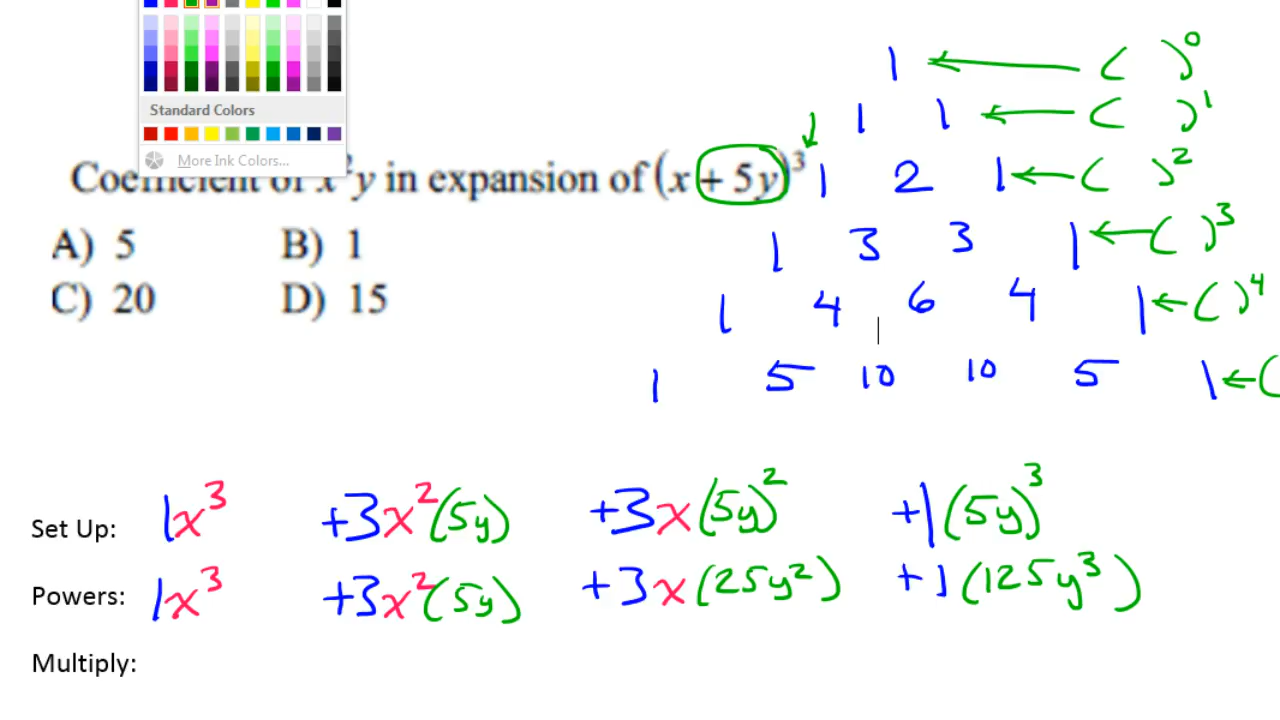 Standard Colors
More Ink Colors...
Coefficient of x²y in expansion of (x + 5y)³
A) 5 B) 1
C) 20 D) 15
1 ← ( )⁰
1 1 ← ( )¹
1 2 1 ← ( )²
1 3 3 1 ← ( )³
1 4 6 4 1 ← ( )⁴
1 5 10 10 5 1 ← (
Set Up: 1x³ +3x²(5y) +3x(5y)² +1(5y)³
Powers: 1x³ +3x²(5y) +3x(25y²) +1(125y³)
Multiply: